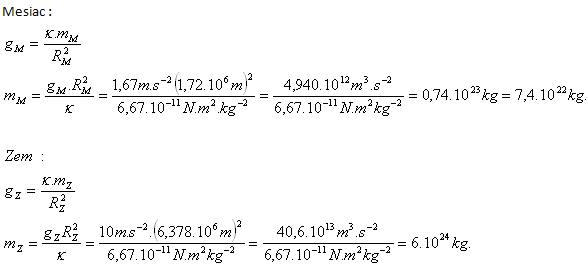 Mesiac :
g_M = κ.m_M / R_M^2
m_M = g_M.R_M^2 / κ = 1,67m.s^-2 (1,72.10^6 m)^2 / 6,67.10^-11 N.m^2.kg^-2 = 4,940.10^12 m^3.s^-2 / 6,67.10^-11 N.m^2 kg^-2 = 0,74.10^23 kg = 7,4.10^22 kg.
Zem :
g_Z = κ.m_Z / R_Z^2
m_Z = g_Z R_Z^2 / κ = 10m.s^-2.(6,378.10^6 m)^2 / 6,67.10^-11 N.m^2 kg^-2 = 40,6.10^13 m^3.s^-2 / 6,67.10^-11 N.m^2 kg^-2 = 6.10^24 kg.